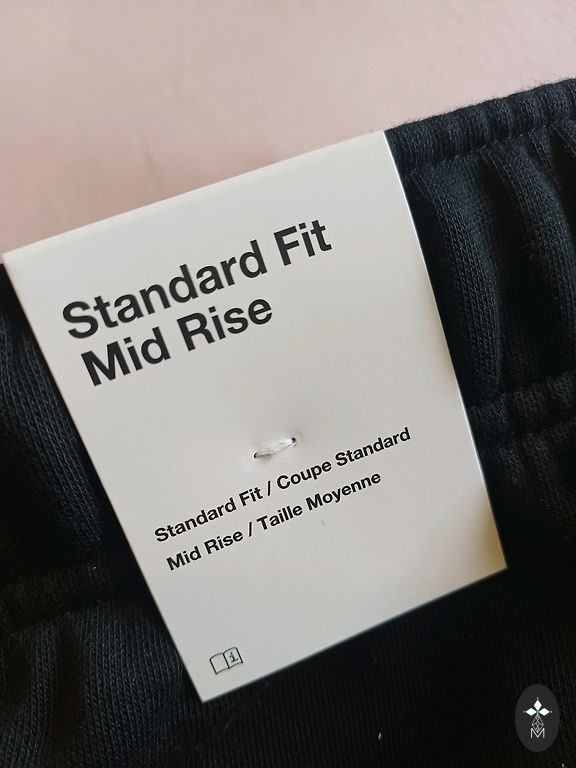 Standard Fit
Mid Rise
Standard Fit / Coupe Standard
Mid Rise / Taille Moyenne
i
M